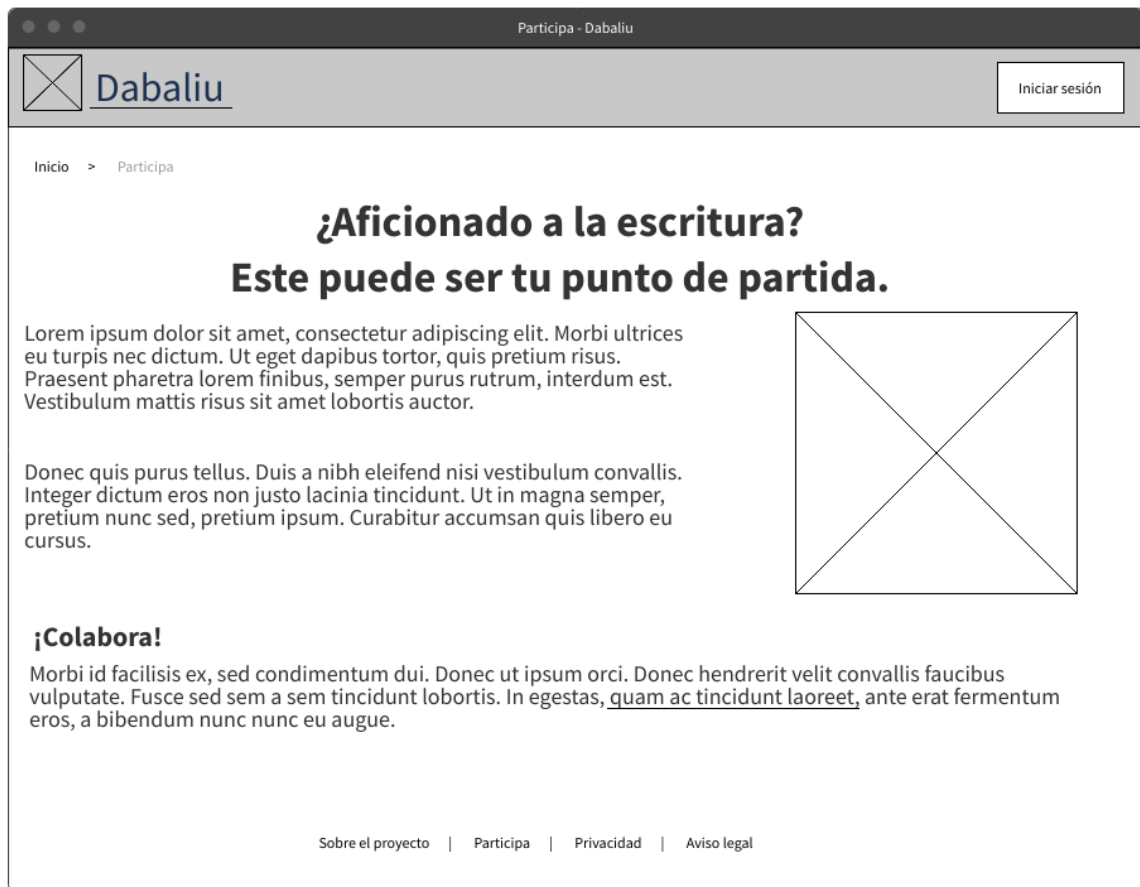 Participa - Dabaliu
Dabaliu
Iniciar sesión
Inicio > Participa
¿Aficionado a la escritura?
Este puede ser tu punto de partida.
Lorem ipsum dolor sit amet, consectetur adipiscing elit. Morbi ultrices
eu turpis nec dictum. Ut eget dapibus tortor, quis pretium risus.
Praesent pharetra lorem finibus, semper purus rutrum, interdum est.
Vestibulum mattis risus sit amet lobortis auctor.
Donec quis purus tellus. Duis a nibh eleifend nisi vestibulum convallis.
Integer dictum eros non justo lacinia tincidunt. Ut in magna semper,
pretium nunc sed, pretium ipsum. Curabitur accumsan quis libero eu
cursus.
¡Colabora!
Morbi id facilisis ex, sed condimentum dui. Donec ut ipsum orci. Donec hendrerit velit convallis faucibus
vulputate. Fusce sed sem a sem tincidunt lobortis. In egestas, quam ac tincidunt laoreet, ante erat fermentum
eros, a bibendum nunc nunc eu augue.
Sobre el proyecto | Participa | Privacidad | Aviso legal